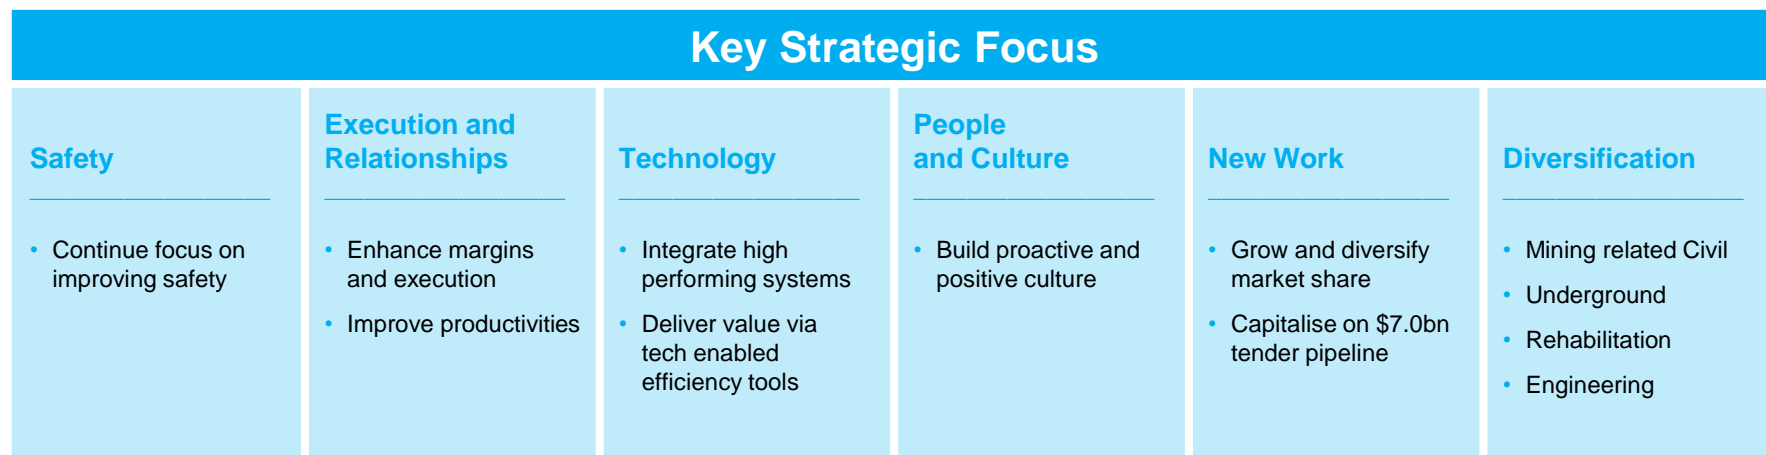 Key Strategic Focus
Safety
• Continue focus on
improving safety
Execution and
Relationships
• Enhance margins
and execution
• Improve productivities
Technology
• Integrate high
performing systems
• Deliver value via
tech enabled
efficiency tools
People
and Culture
• Build proactive and
positive culture
New Work
• Grow and diversify
market share
• Capitalise on $7.0bn
tender pipeline
Diversification
• Mining related Civil
• Underground
• Rehabilitation
• Engineering